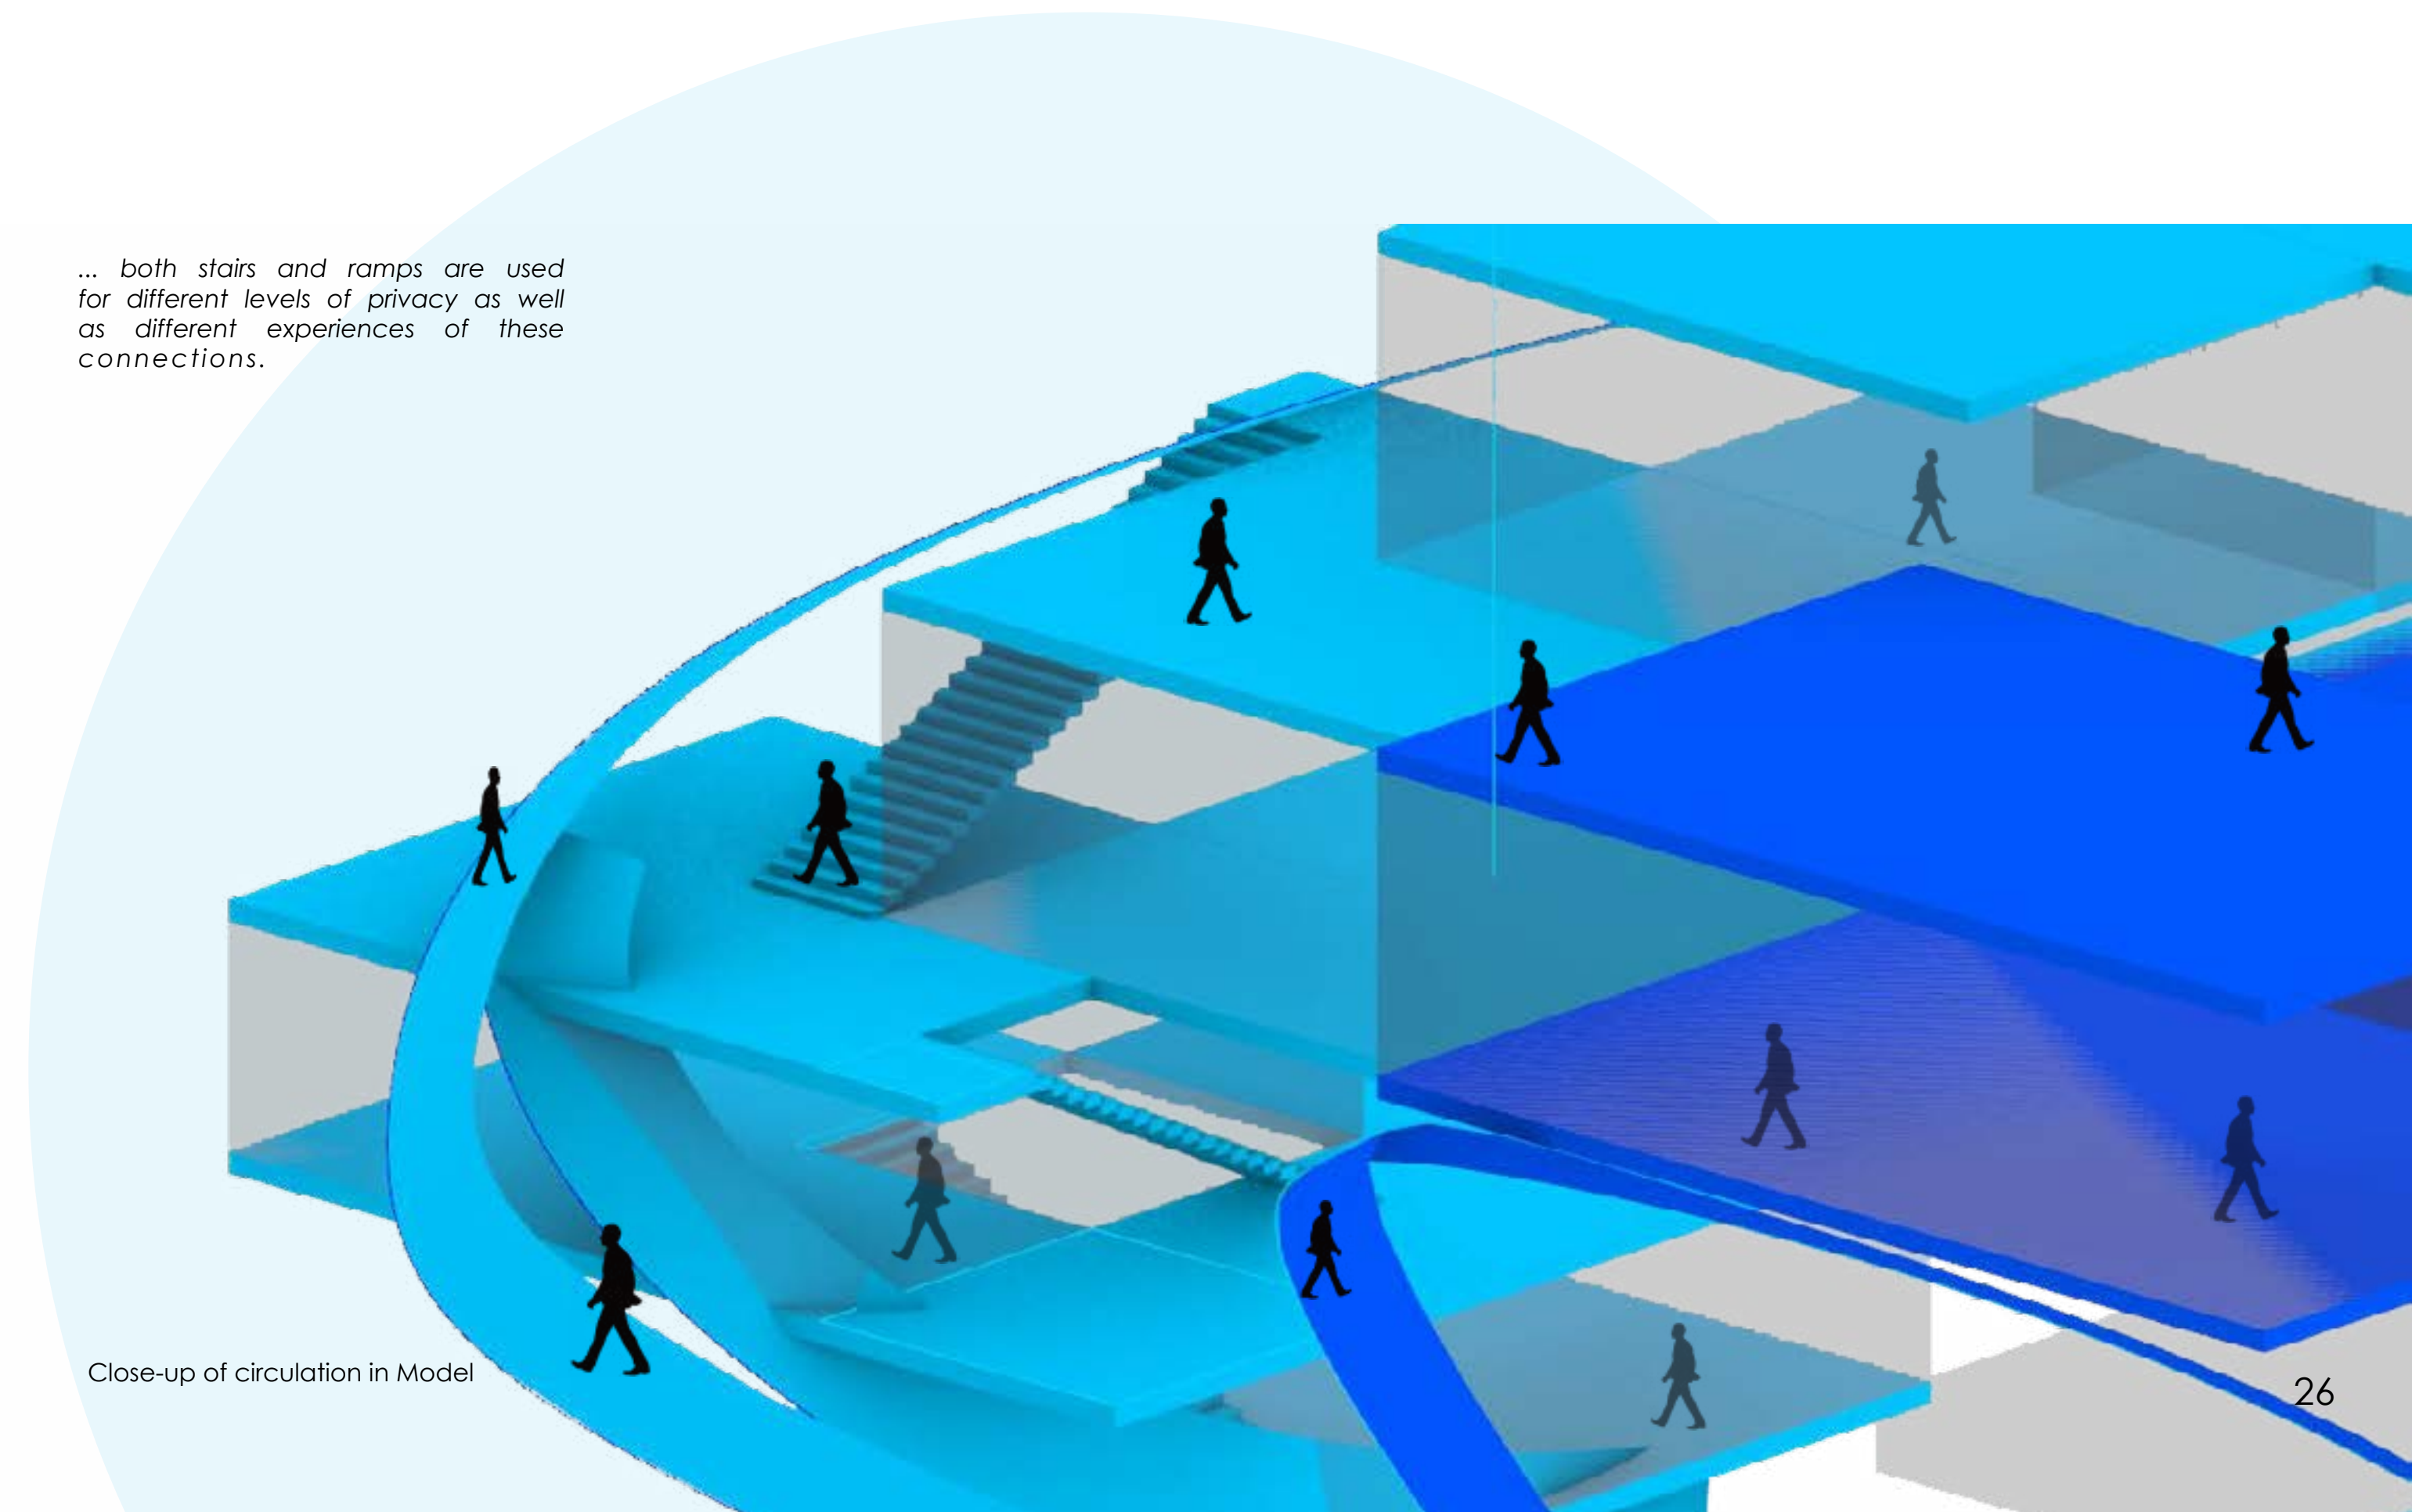 ... both stairs and ramps are used
for different levels of privacy as well
as different experiences of these
connections.
Close-up of circulation in Model
26